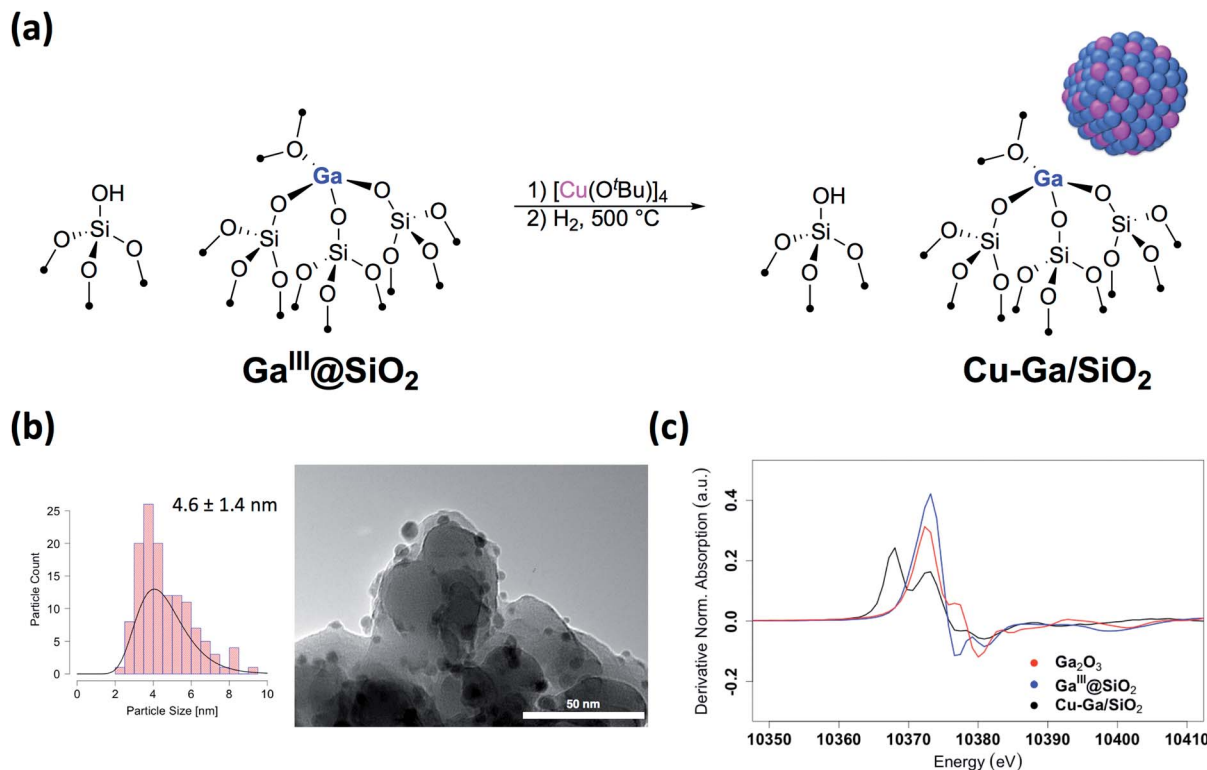 (a)
OH
Si
O
O
O
O
Ga
O
O
O
Si
Si
Si
O
O
O
O
O
O
O
O
O
Ga^III@SiO₂
1) [Cu(OᵗBu)]₄
2) H₂, 500 °C
OH
Si
O
O
O
O
Ga
O
O
O
Si
Si
Si
O
O
O
O
O
O
O
O
O
Cu-Ga/SiO₂
(b)
4.6 ± 1.4 nm
Particle Count
25
20
15
10
5
0
0 2 4 6 8 10
Particle Size [nm]
50 nm
(c)
Derivative Norm. Absorption (a.u.)
0.4
0.2
0.0
-0.2
Ga₂O₃
Ga^III@SiO₂
Cu-Ga/SiO₂
10350 10360 10370 10380 10390 10400 10410
Energy (eV)